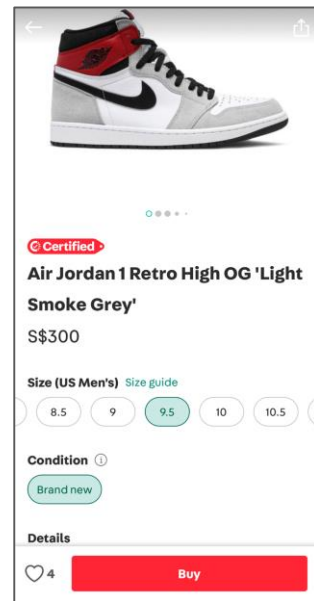 Certified
Air Jordan 1 Retro High OG 'Light
Smoke Grey'
S$300
Size (US Men's) Size guide
8.5 9 9.5 10 10.5
Condition
Brand new
Details
4 Buy